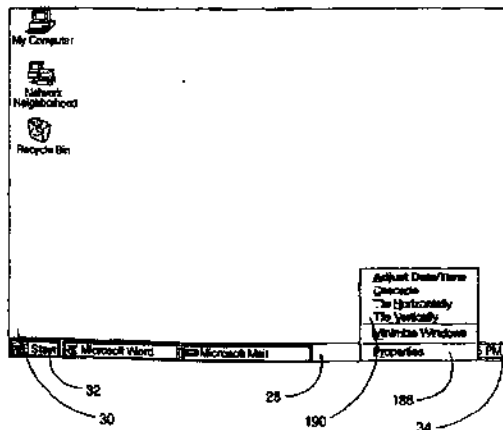 My Computer
Network
Neighborhood
Recycle Bin
Adjust Date/Time
Cascade
Tile Horizontally
Tile Vertically
Minimize Windows
Properties
Start Microsoft Word Microsoft Mail PM
32 28 188
30 190 34